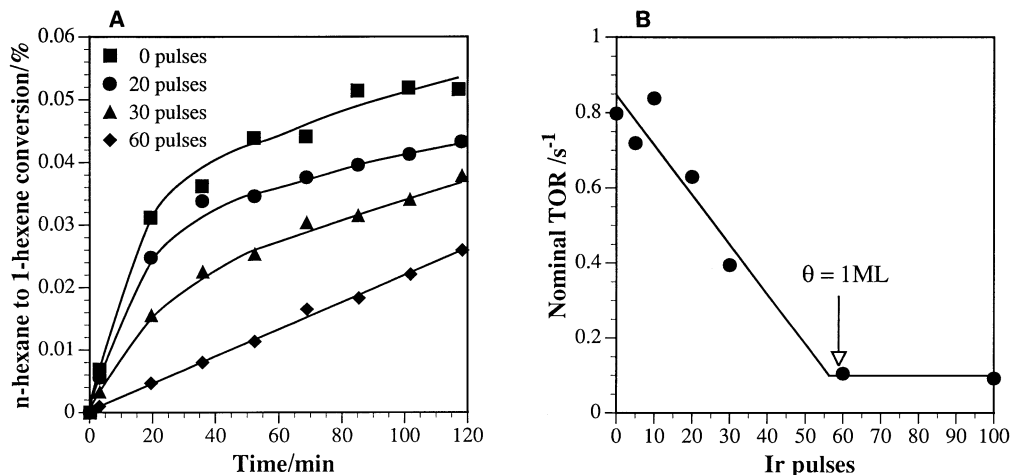 A
n-hexane to 1-hexene conversion/%
0.06
0.05
0.04
0.03
0.02
0.01
0
0 pulses
20 pulses
30 pulses
60 pulses
0 20 40 60 80 100 120
Time/min
B
Nominal TOR /s⁻¹
1
0.8
0.6
0.4
0.2
0
θ = 1ML
0 10 20 30 40 50 60 70 80 90 100
Ir pulses